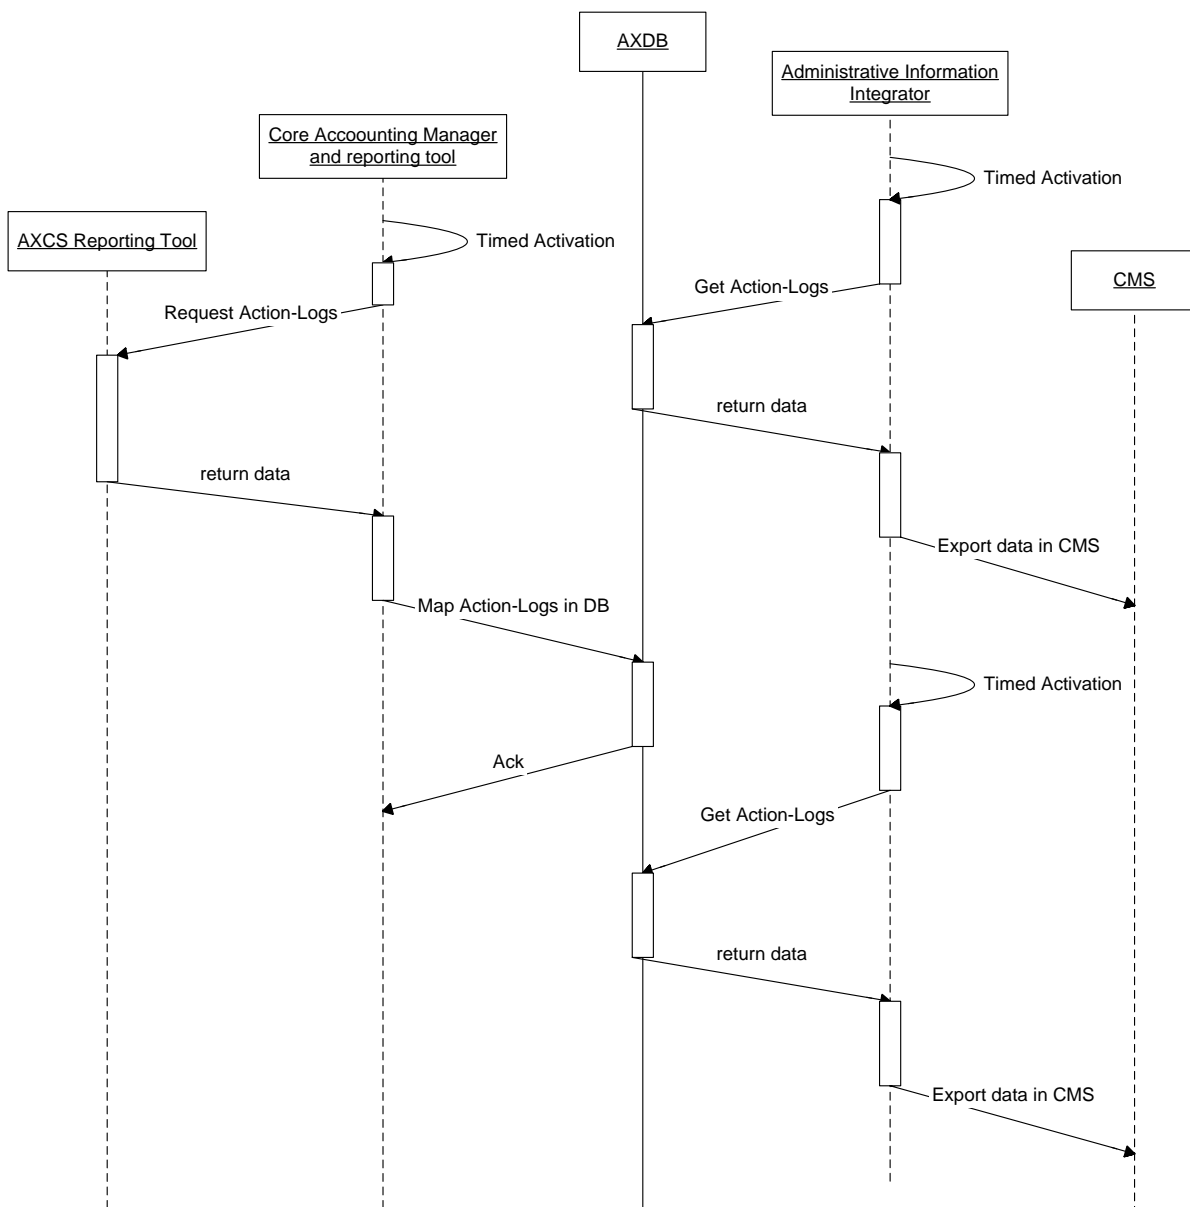 AXDB
Administrative Information
Integrator
Core Accoounting Manager
and reporting tool
Timed Activation
AXCS Reporting Tool
Timed Activation
CMS
Get Action-Logs
Request Action-Logs
return data
return data
Export data in CMS
Map Action-Logs in DB
Timed Activation
Ack
Get Action-Logs
return data
Export data in CMS